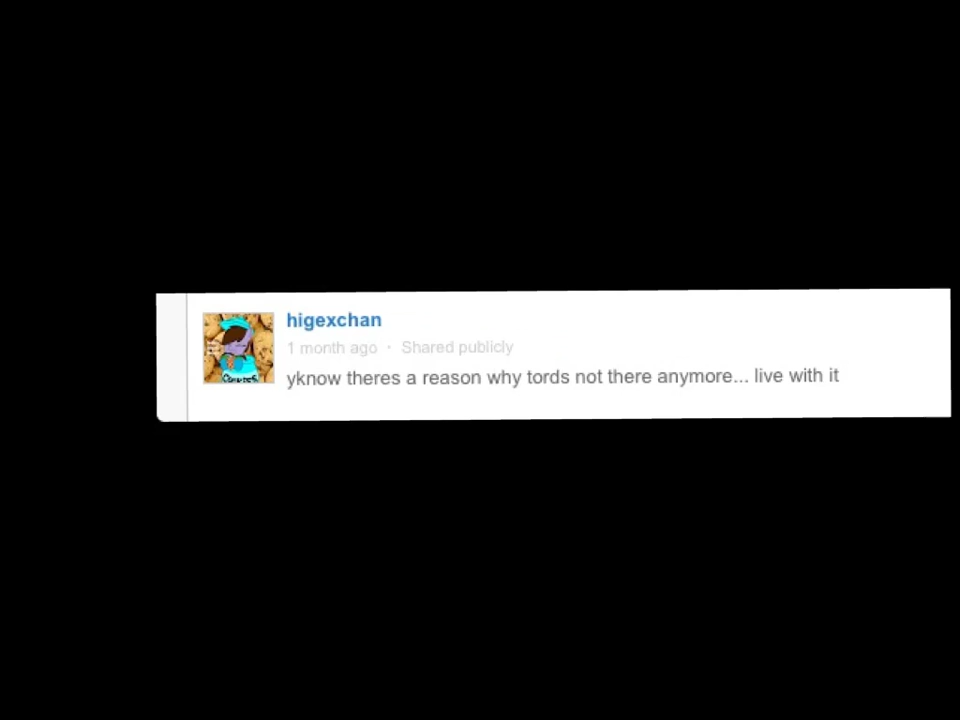 higexchan
1 month ago · Shared publicly
yknow theres a reason why tords not there anymore... live with it